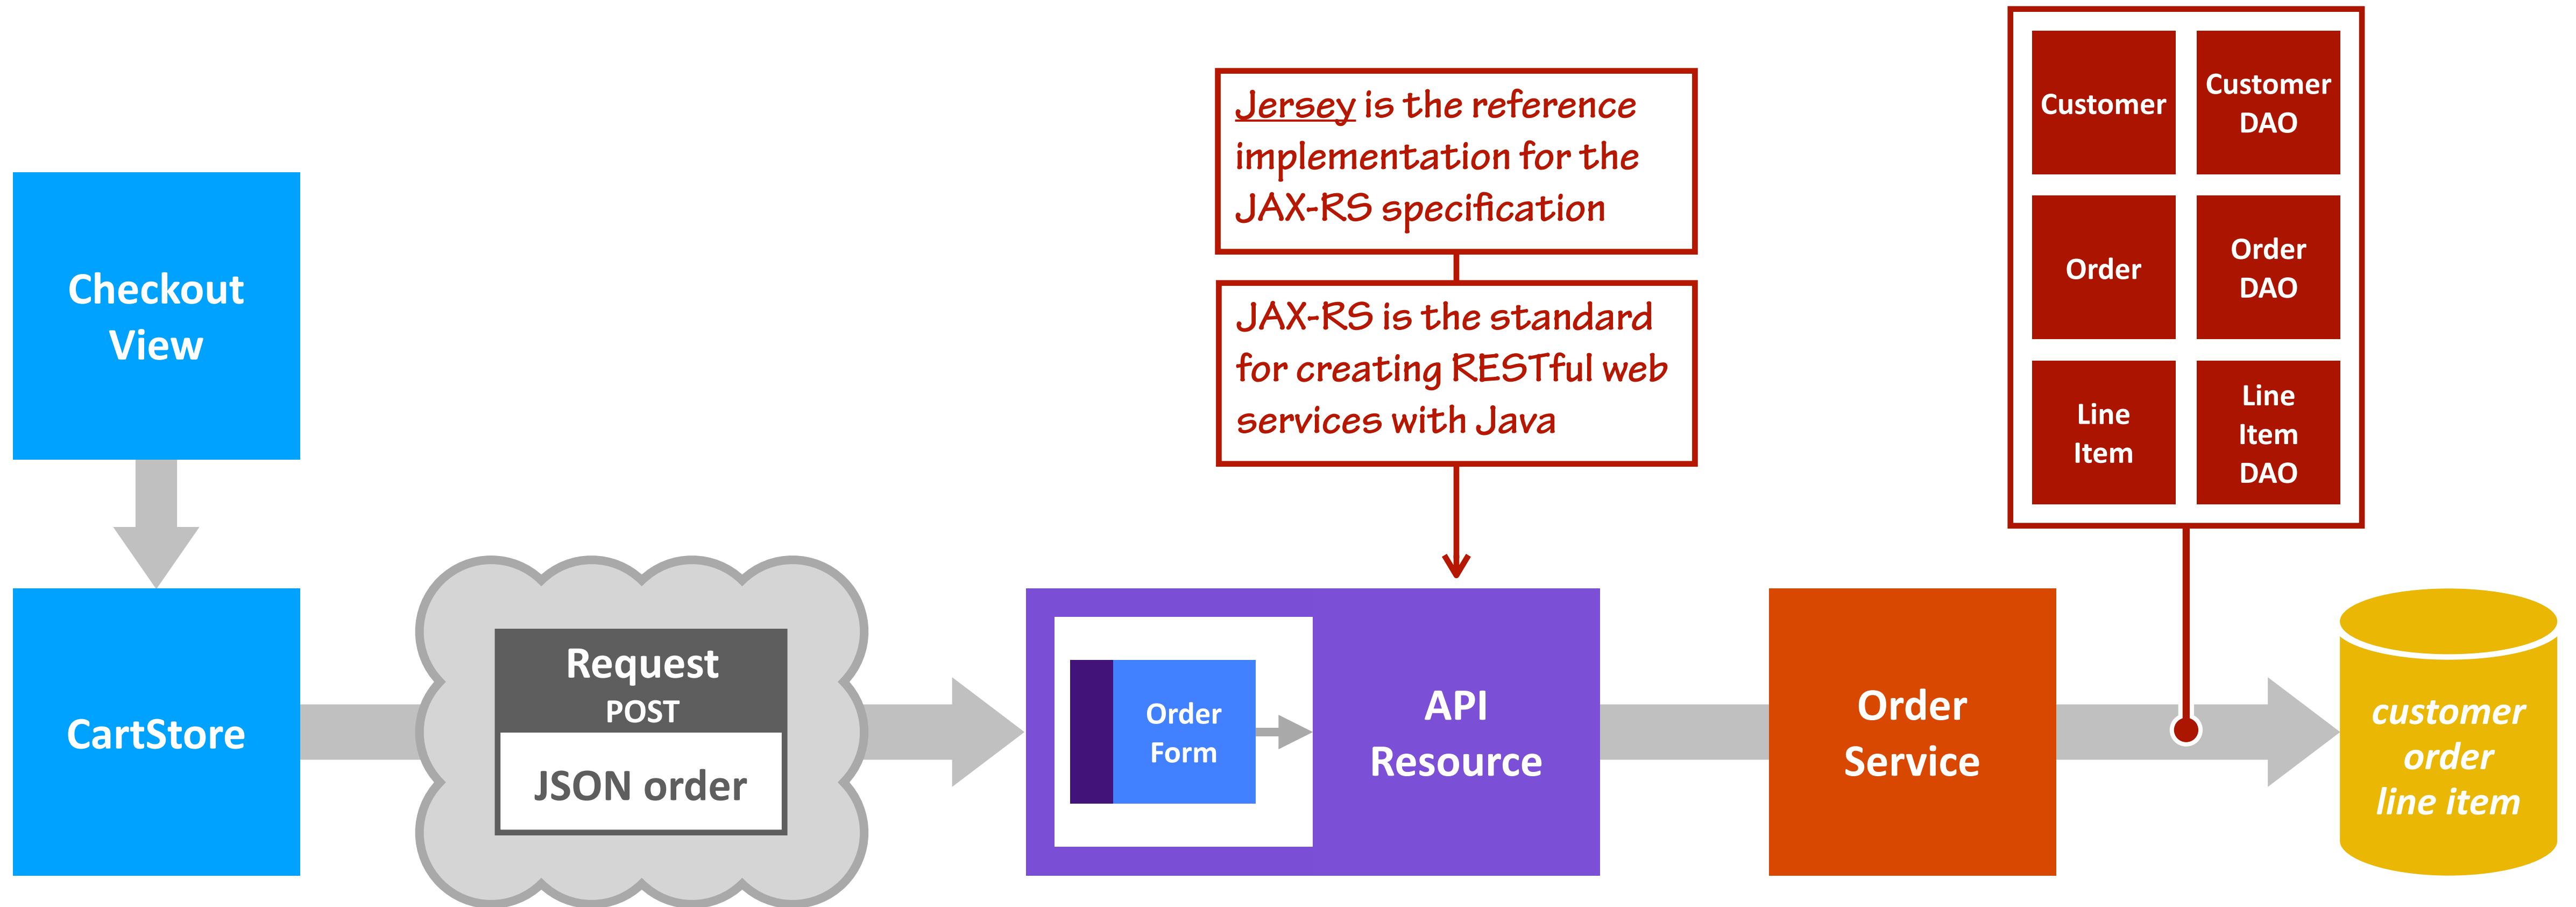 Checkout
View
CartStore
Request
POST
JSON order
Jersey is the reference
implementation for the
JAX-RS specification
JAX-RS is the standard
for creating RESTful web
services with Java
Order
Form
API
Resource
Order
Service
Customer
Customer
DAO
Order
Order
DAO
Line
Item
Line
Item
DAO
customer
order
line item